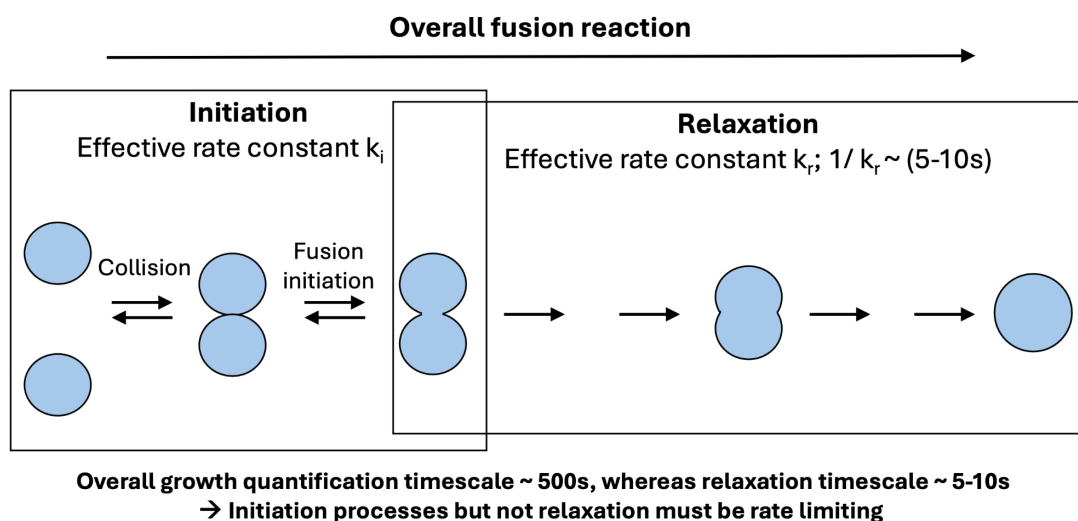 Overall fusion reaction
Initiation
Effective rate constant kᵢ
Relaxation
Effective rate constant kᵣ; 1/ kᵣ ~ (5-10s)
Collision
Fusion
initiation
Overall growth quantification timescale ~ 500s, whereas relaxation timescale ~ 5-10s
→ Initiation processes but not relaxation must be rate limiting